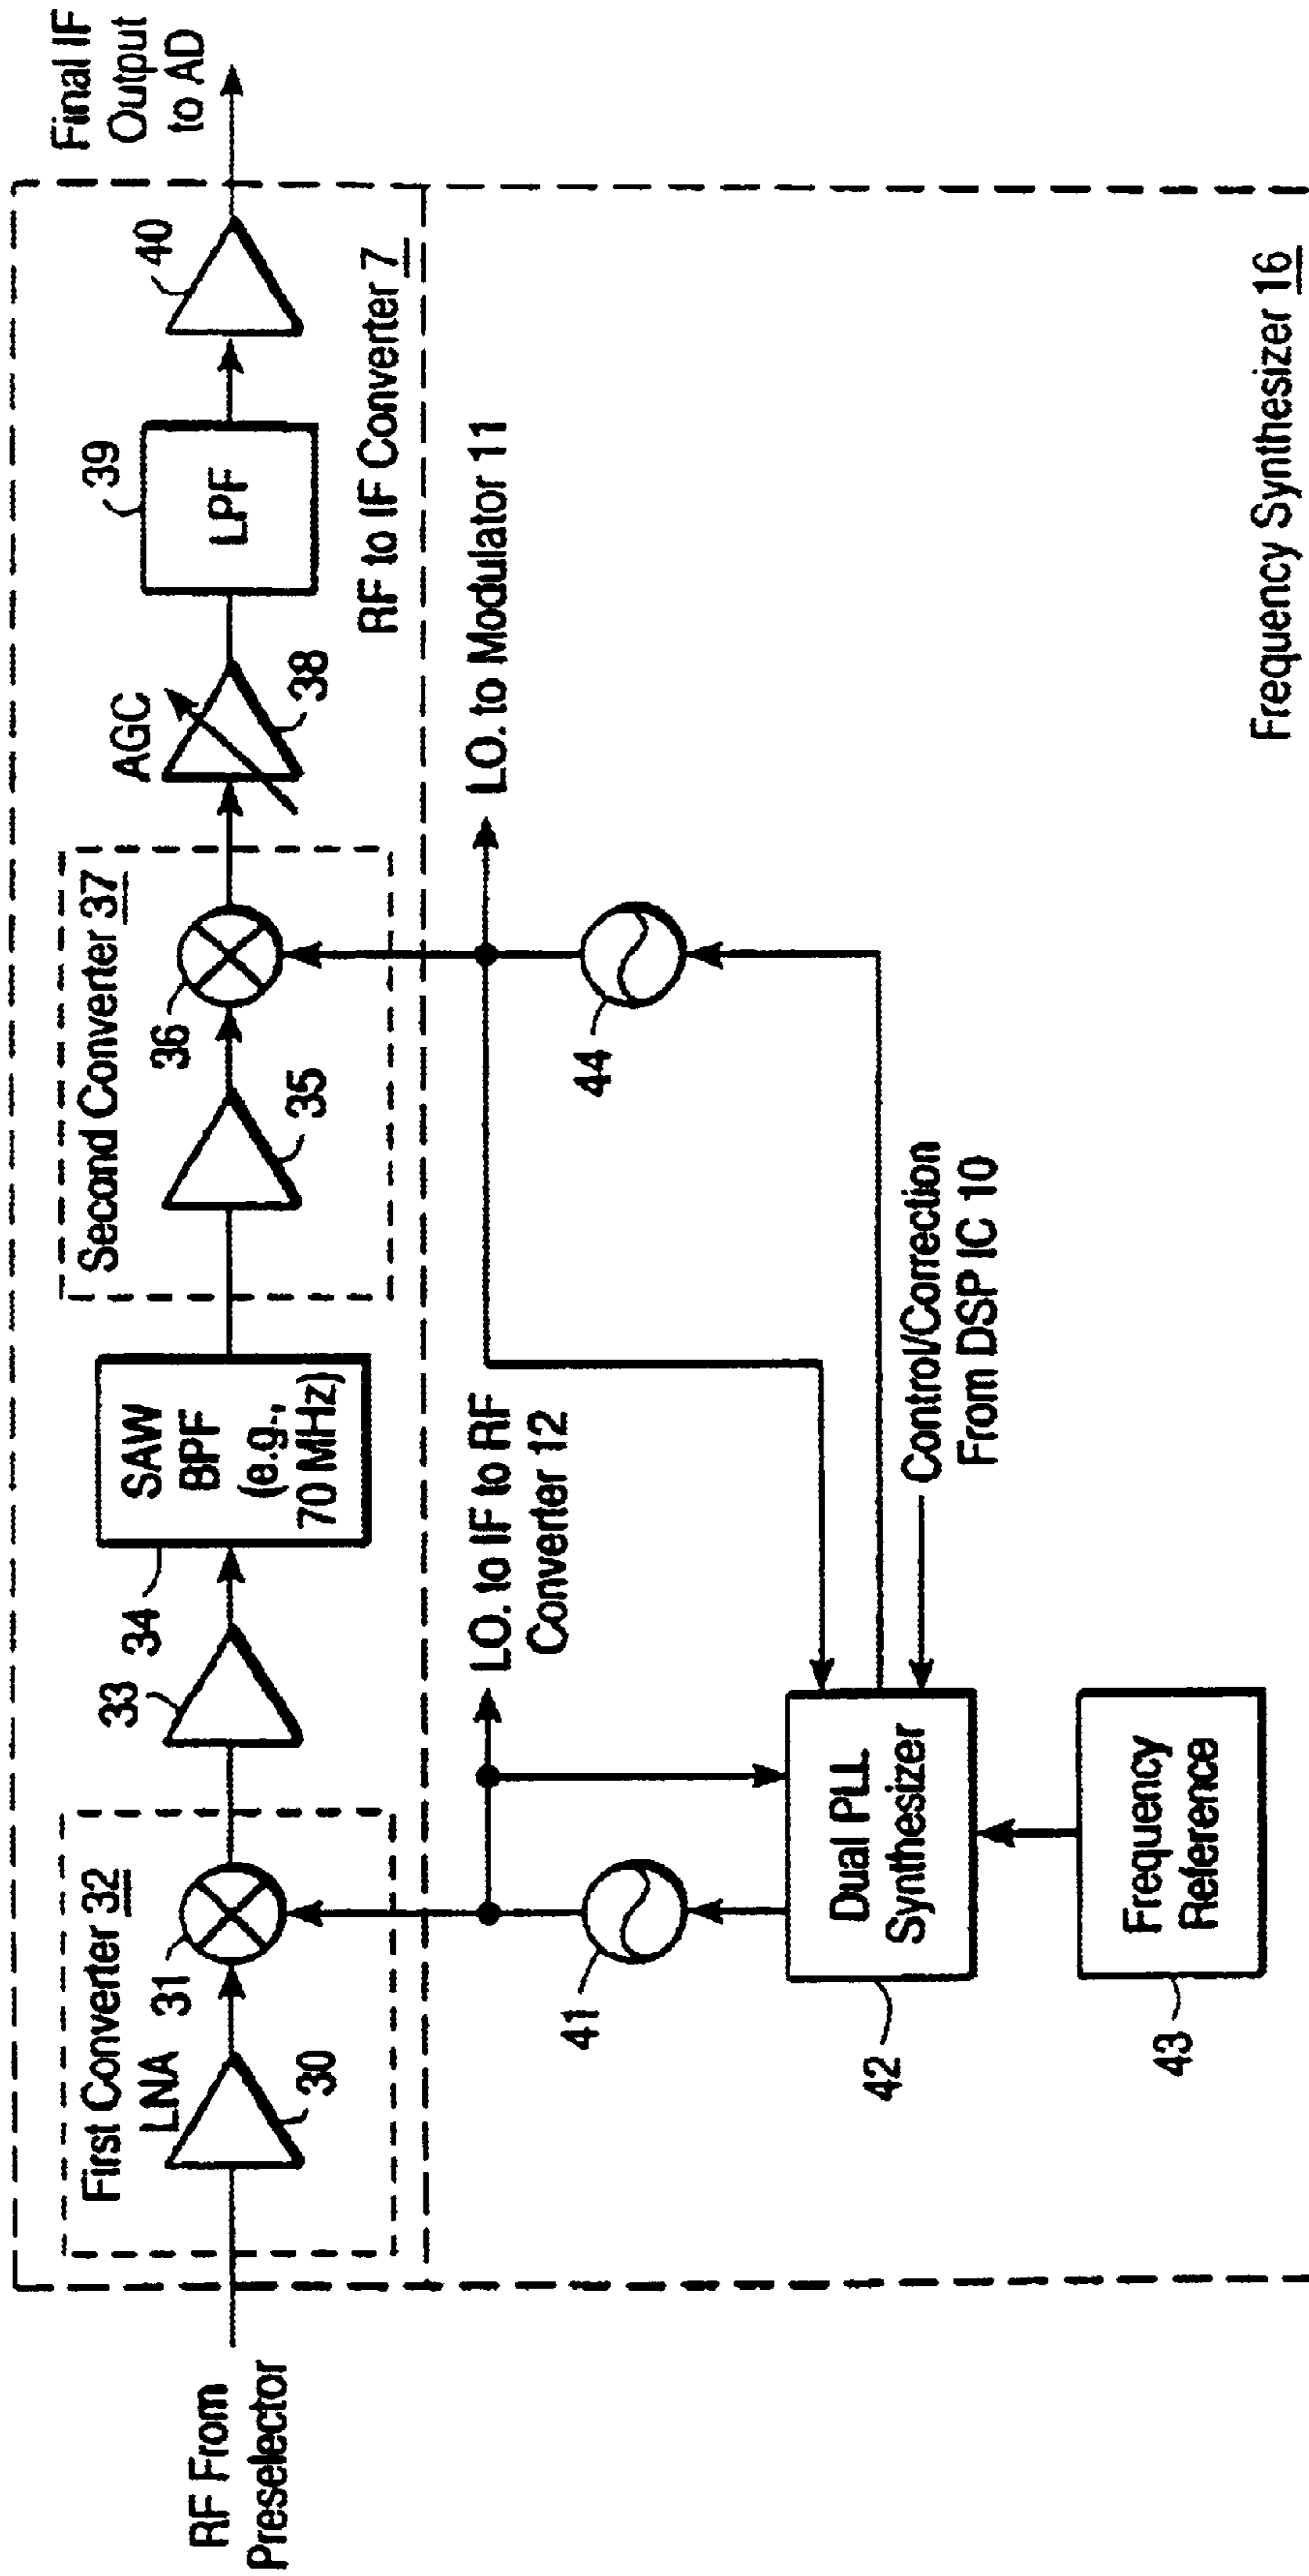 RF From
Preselector
First Converter 32
LNA
30
31
33
34
SAW
BPF
(e.g.,
70 MHz)
Second Converter 37
35
36
AGC
38
39
LPF
40
RF to IF Converter 7
Final IF
Output
to AD
LO. to IF to RF
Converter 12
LO. to Modulator 11
41
44
Control/Correction
From DSP IC 10
42
Dual PLL
Synthesizer
43
Frequency
Reference
Frequency Synthesizer 16